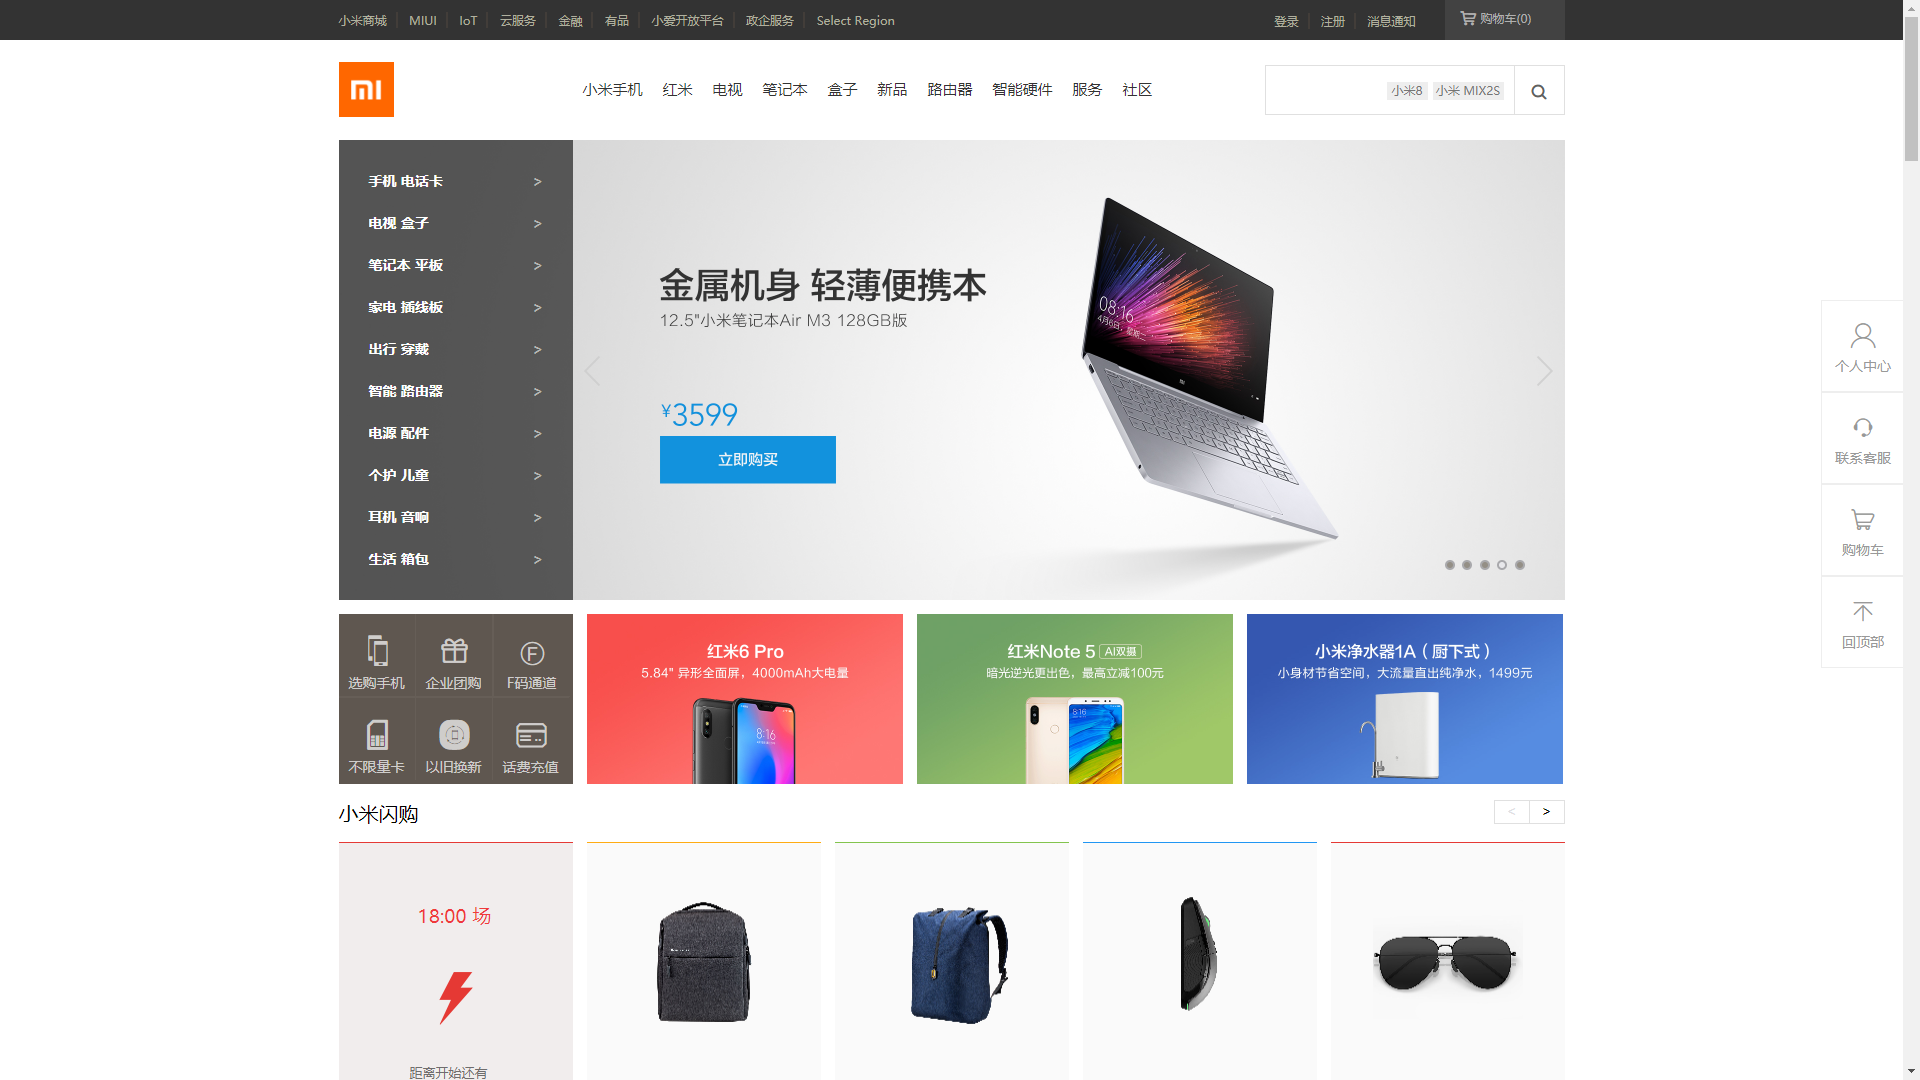 小米商城 MIUI IoT 云服务 金融 有品 小爱开放平台 政企服务 Select Region 登录 注册 消息通知 购物车(0)
小米手机 红米 电视 笔记本 盒子 新品 路由器 智能硬件 服务 社区 小米8 小米 MIX2S
手机 电话卡 >
电视 盒子 >
笔记本 平板 >
家电 插线板 >
出行 穿戴 >
智能 路由器 >
电源 配件 >
个护 儿童 >
耳机 音响 >
生活 箱包 >
金属机身 轻薄便携本
12.5"小米笔记本Air M3 128GB版
¥3599
立即购买
08:16
4月6日, 星期二
个人中心
联系客服
购物车
回顶部
选购手机 企业团购 F码通道
不限量卡 以旧换新 话费充值
红米6 Pro
5.84" 异形全面屏，4000mAh大电量
8:16
红米Note 5 AI双摄
暗光逆光更出色，最高立减100元
8:16
小米净水器1A（厨下式）
小身材节省空间，大流量直出纯净水，1499元
小米闪购 < >
18:00 场
距离开始还有